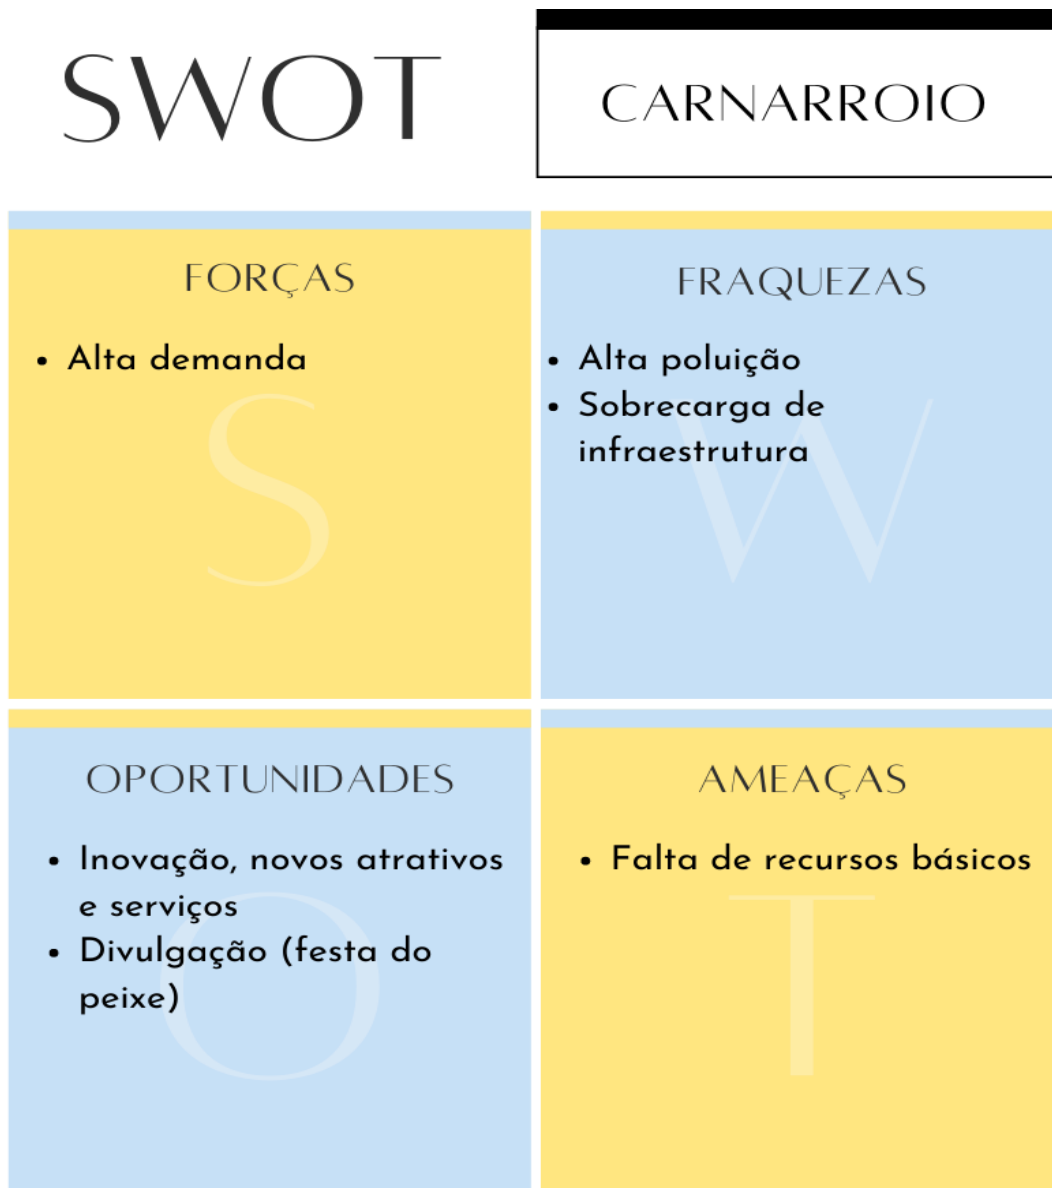 SWOT
CARNARROIO
FORÇAS
• Alta demanda
S
FRAQUEZAS
• Alta poluição
• Sobrecarga de
infraestrutura
W
OPORTUNIDADES
• Inovação, novos atrativos
e serviços
• Divulgação (festa do
peixe)
O
AMEAÇAS
• Falta de recursos básicos
T